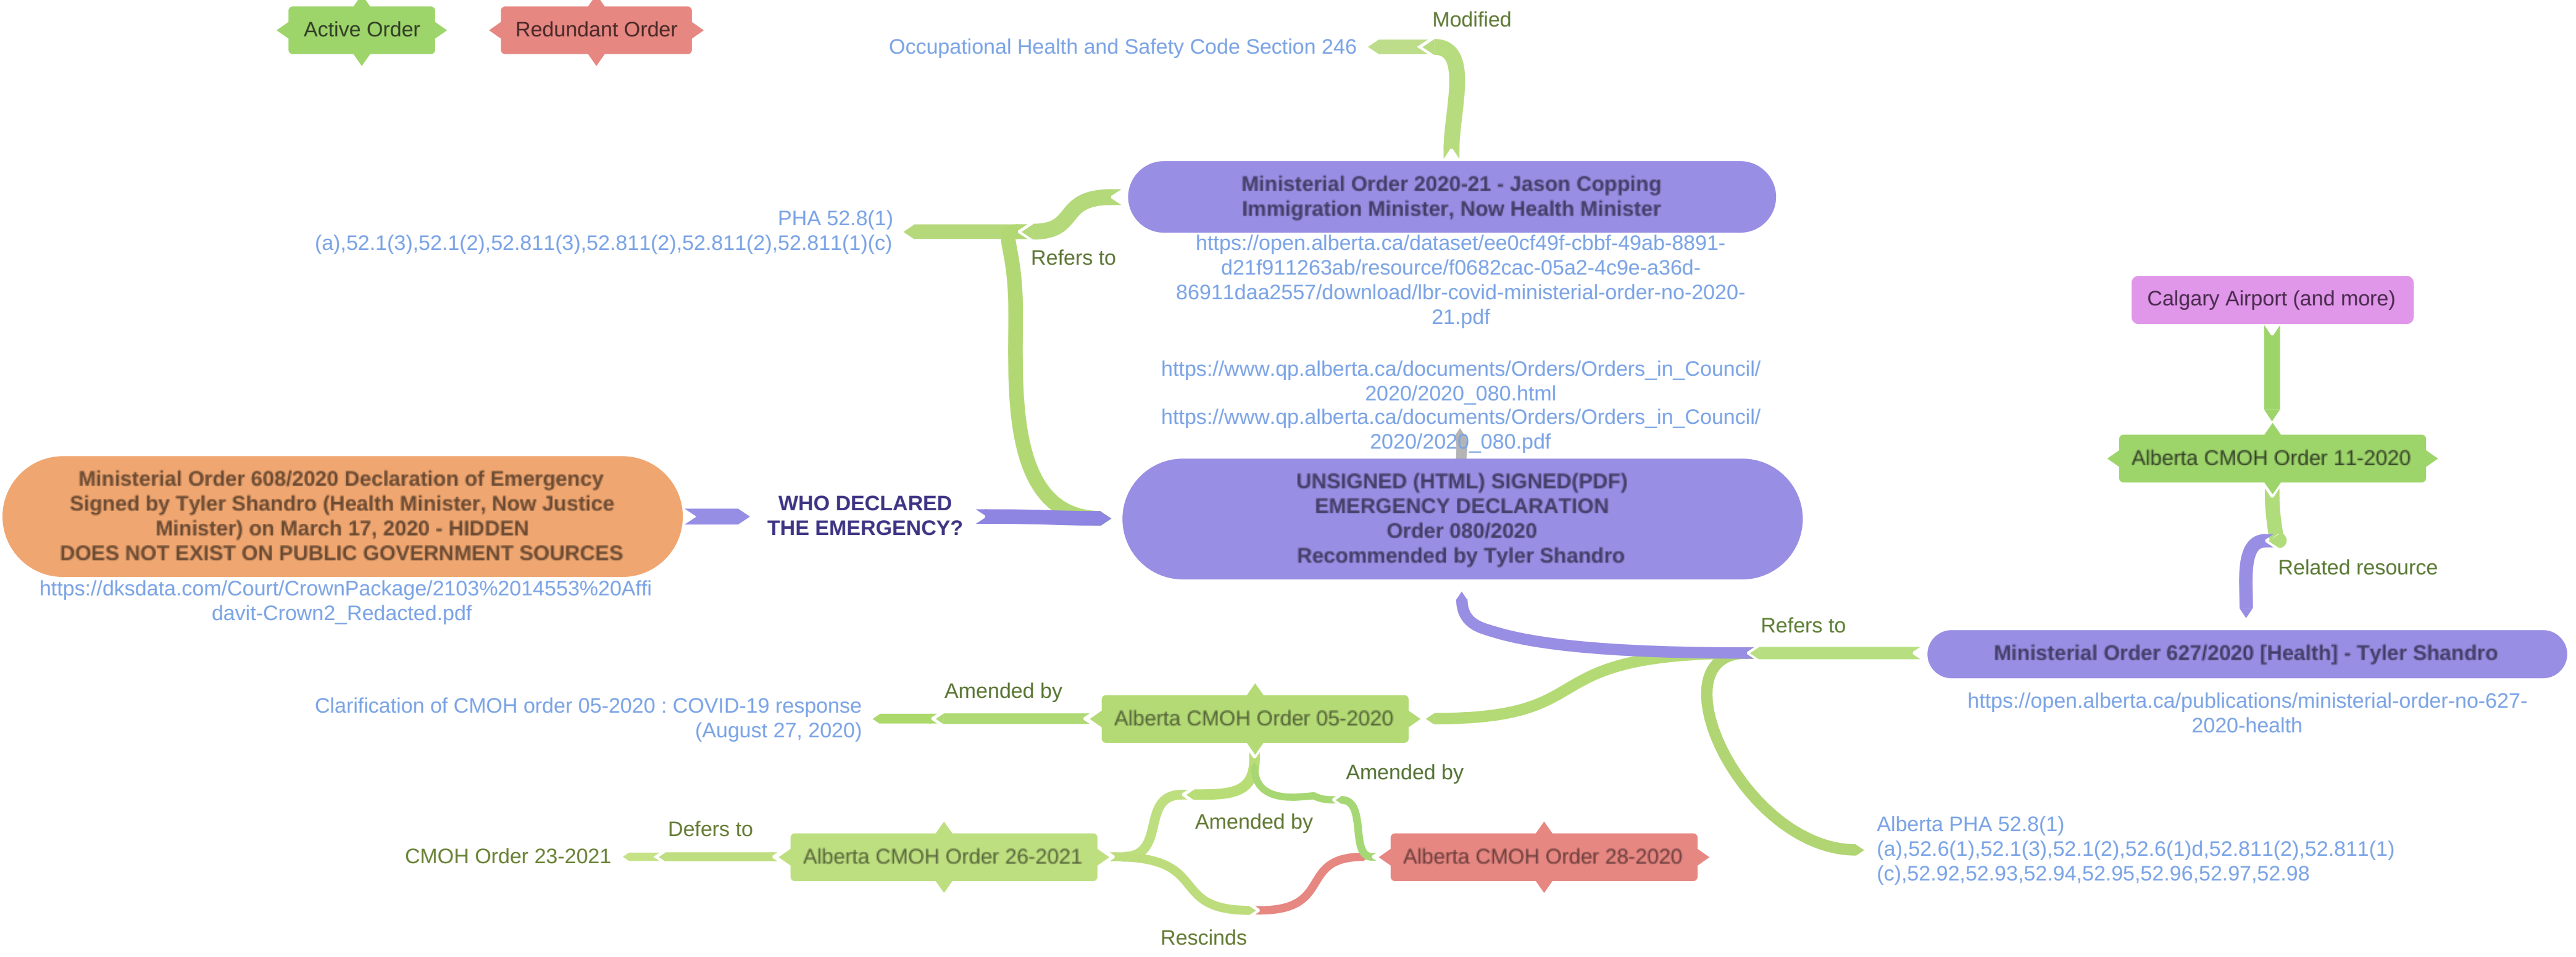 Active Order
Redundant Order
Modified
Occupational Health and Safety Code Section 246
Ministerial Order 2020-21 - Jason Copping
Immigration Minister, Now Health Minister
PHA 52.8(1)
(a),52.1(3),52.1(2),52.811(3),52.811(2),52.811(2),52.811(1)(c)
Refers to
https://open.alberta.ca/dataset/ee0cf49f-cbbf-49ab-8891-
d21f911263ab/resource/f0682cac-05a2-4c9e-a36d-
86911daa2557/download/lbr-covid-ministerial-order-no-2020-
21.pdf
Calgary Airport (and more)
https://www.qp.alberta.ca/documents/Orders/Orders_in_Council/
2020/2020_080.html
https://www.qp.alberta.ca/documents/Orders/Orders_in_Council/
2020/2020_080.pdf
Alberta CMOH Order 11-2020
Ministerial Order 608/2020 Declaration of Emergency
Signed by Tyler Shandro (Health Minister, Now Justice
Minister) on March 17, 2020 - HIDDEN
DOES NOT EXIST ON PUBLIC GOVERNMENT SOURCES
https://dksdata.com/Court/CrownPackage/2103%2014553%20Affi
davit-Crown2_Redacted.pdf
WHO DECLARED
THE EMERGENCY?
UNSIGNED (HTML) SIGNED(PDF)
EMERGENCY DECLARATION
Order 080/2020
Recommended by Tyler Shandro
Related resource
Refers to
Ministerial Order 627/2020 [Health] - Tyler Shandro
https://open.alberta.ca/publications/ministerial-order-no-627-
2020-health
Amended by
Clarification of CMOH order 05-2020 : COVID-19 response
(August 27, 2020)
Alberta CMOH Order 05-2020
Amended by
Amended by
Defers to
CMOH Order 23-2021
Alberta CMOH Order 26-2021
Alberta CMOH Order 28-2020
Rescinds
Alberta PHA 52.8(1)
(a),52.6(1),52.1(3),52.1(2),52.6(1)d,52.811(2),52.811(1)
(c),52.92,52.93,52.94,52.95,52.96,52.97,52.98